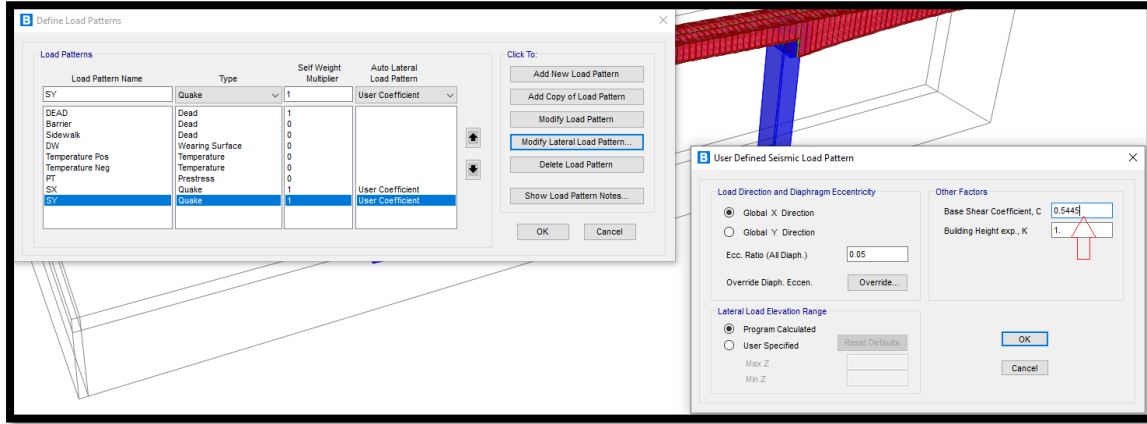 B Define Load Patterns
Load Patterns
Load Pattern Name Type Self Weight Multiplier Auto Lateral Load Pattern
SY Quake 1 User Coefficient
DEAD Dead 1
Barrier Dead 0
Sidewalk Dead 0
DW Wearing Surface 0
Temperature Pos Temperature 0
Temperature Neg Temperature 0
PT Prestress 0
SX Quake 1 User Coefficient
SY Quake 1 User Coefficient
Click To:
Add New Load Pattern
Add Copy of Load Pattern
Modify Load Pattern
Modify Lateral Load Pattern...
Delete Load Pattern
Show Load Pattern Notes...
OK Cancel
B User Defined Seismic Load Pattern
Load Direction and Diaphragm Eccentricity
Global X Direction
Global Y Direction
Ecc. Ratio (All Diaph.) 0.05
Override Diaph. Eccen. Override...
Other Factors
Base Shear Coefficient, C 0.5445
Building Height exp., K 1.
Lateral Load Elevation Range
Program Calculated
User Specified Reset Defaults
Max Z
Min Z
OK
Cancel